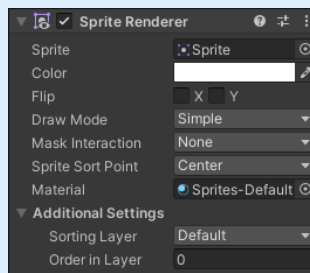 Sprite Renderer
Sprite Sprite
Color
Flip X Y
Draw Mode Simple
Mask Interaction None
Sprite Sort Point Center
Material Sprites-Default
Additional Settings
Sorting Layer Default
Order in Layer 0